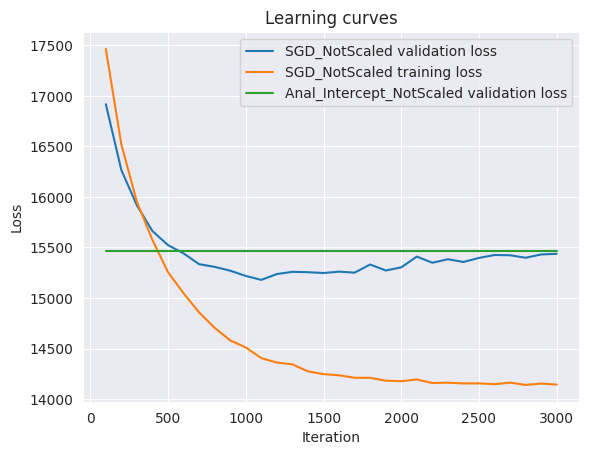 Learning curves
17500
17000
16500
16000
15500
15000
14500
14000
Loss
SGD_NotScaled validation loss
SGD_NotScaled training loss
Anal_Intercept_NotScaled validation loss
0 500 1000 1500 2000 2500 3000
Iteration